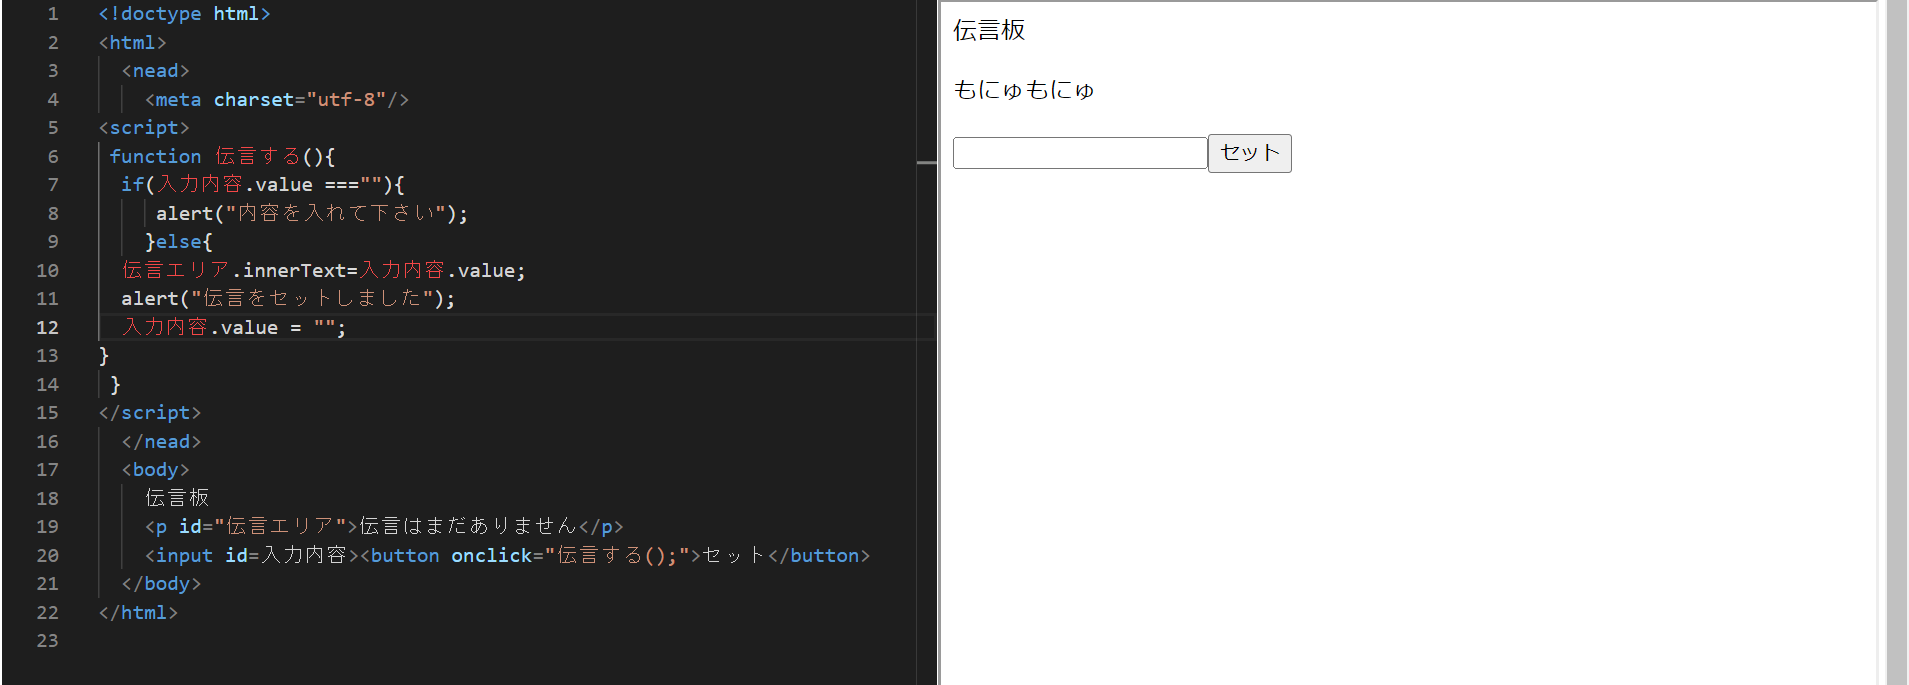 1 <!doctype html>
2 <html>
3 <nead>
4 <meta charset="utf-8"/>
5 <script>
6 function 伝言する(){
7 if(入力内容.value ===""){
8 alert("内容を入れて下さい");
9 }else{
10 伝言エリア.innerText=入力内容.value;
11 alert("伝言をセットしました");
12 入力内容.value = "";
13 }
14 }
15 </script>
16 </nead>
17 <body>
18 伝言板
19 <p id="伝言エリア">伝言はまだありません</p>
20 <input id=入力内容><button onclick="伝言する();">セット</button>
21 </body>
22 </html>
23
伝言板
もにゅもにゅ
セット